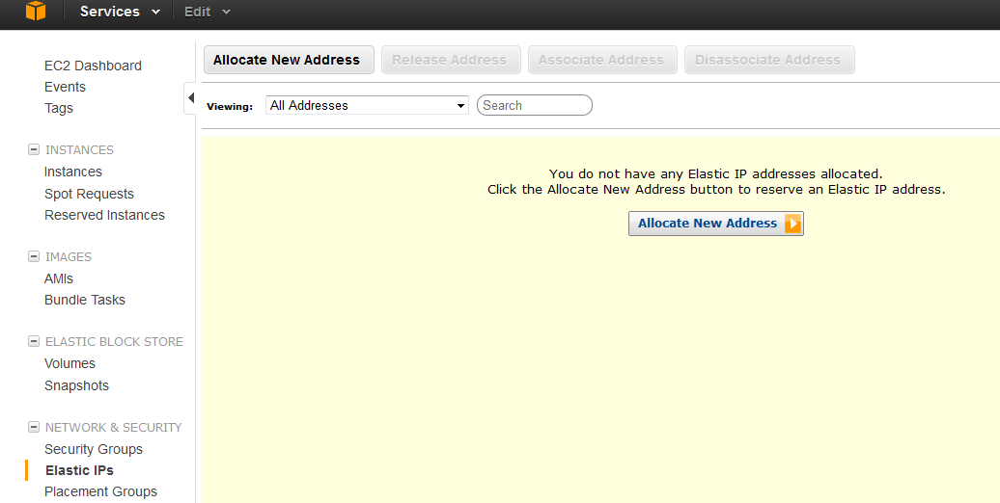 Services Edit
EC2 Dashboard
Events
Tags
INSTANCES
Instances
Spot Requests
Reserved Instances
IMAGES
AMIs
Bundle Tasks
ELASTIC BLOCK STORE
Volumes
Snapshots
NETWORK & SECURITY
Security Groups
Elastic IPs
Placement Groups
Allocate New Address Release Address Associate Address Disassociate Address
Viewing: All Addresses Search
You do not have any Elastic IP addresses allocated.
Click the Allocate New Address button to reserve an Elastic IP address.
Allocate New Address